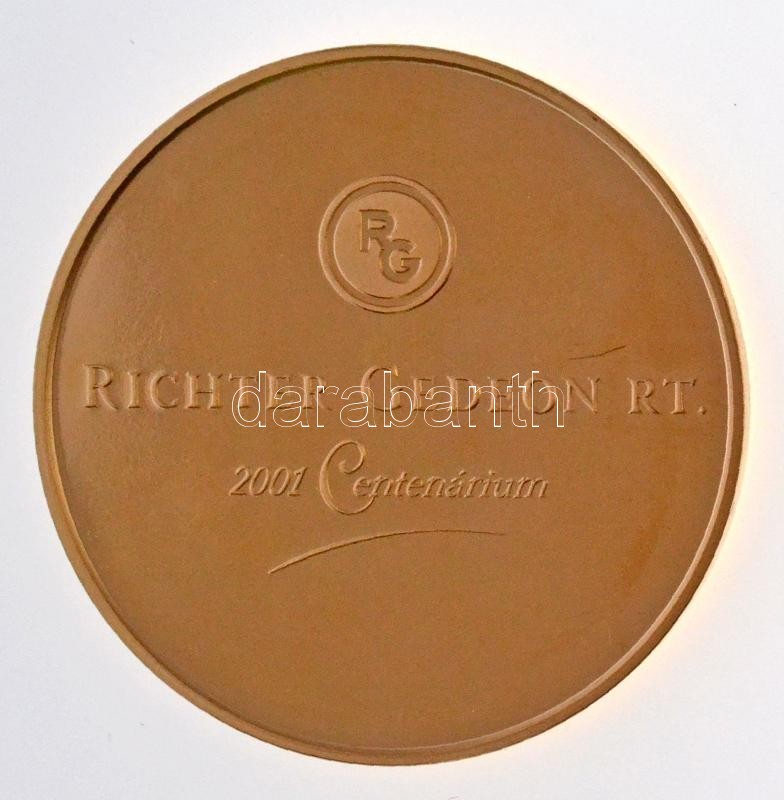 RG
RICHTER GEDEON RT.
darabanth
2001 Centenárium